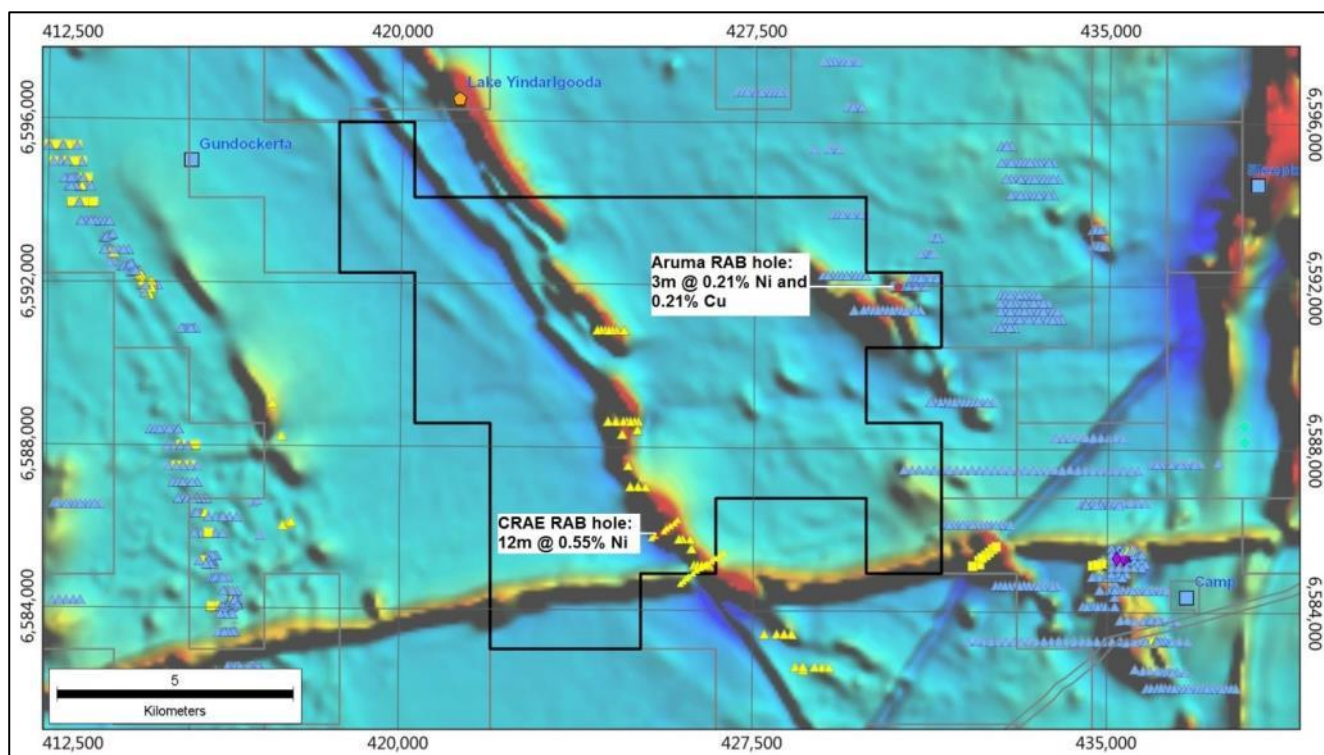 412,500 420,000 427,500 435,000
Lake Yindarlgooda
6,596,000
6,596,000
Gundockerta
Aruma RAB hole:
3m @ 0.21% Ni and
0.21% Cu
6,592,000
6,592,000
6,588,000
6,588,000
CRAE RAB hole:
12m @ 0.55% Ni
Camp
6,584,000
6,584,000
5
Kilometers
412,500 420,000 427,500 435,000